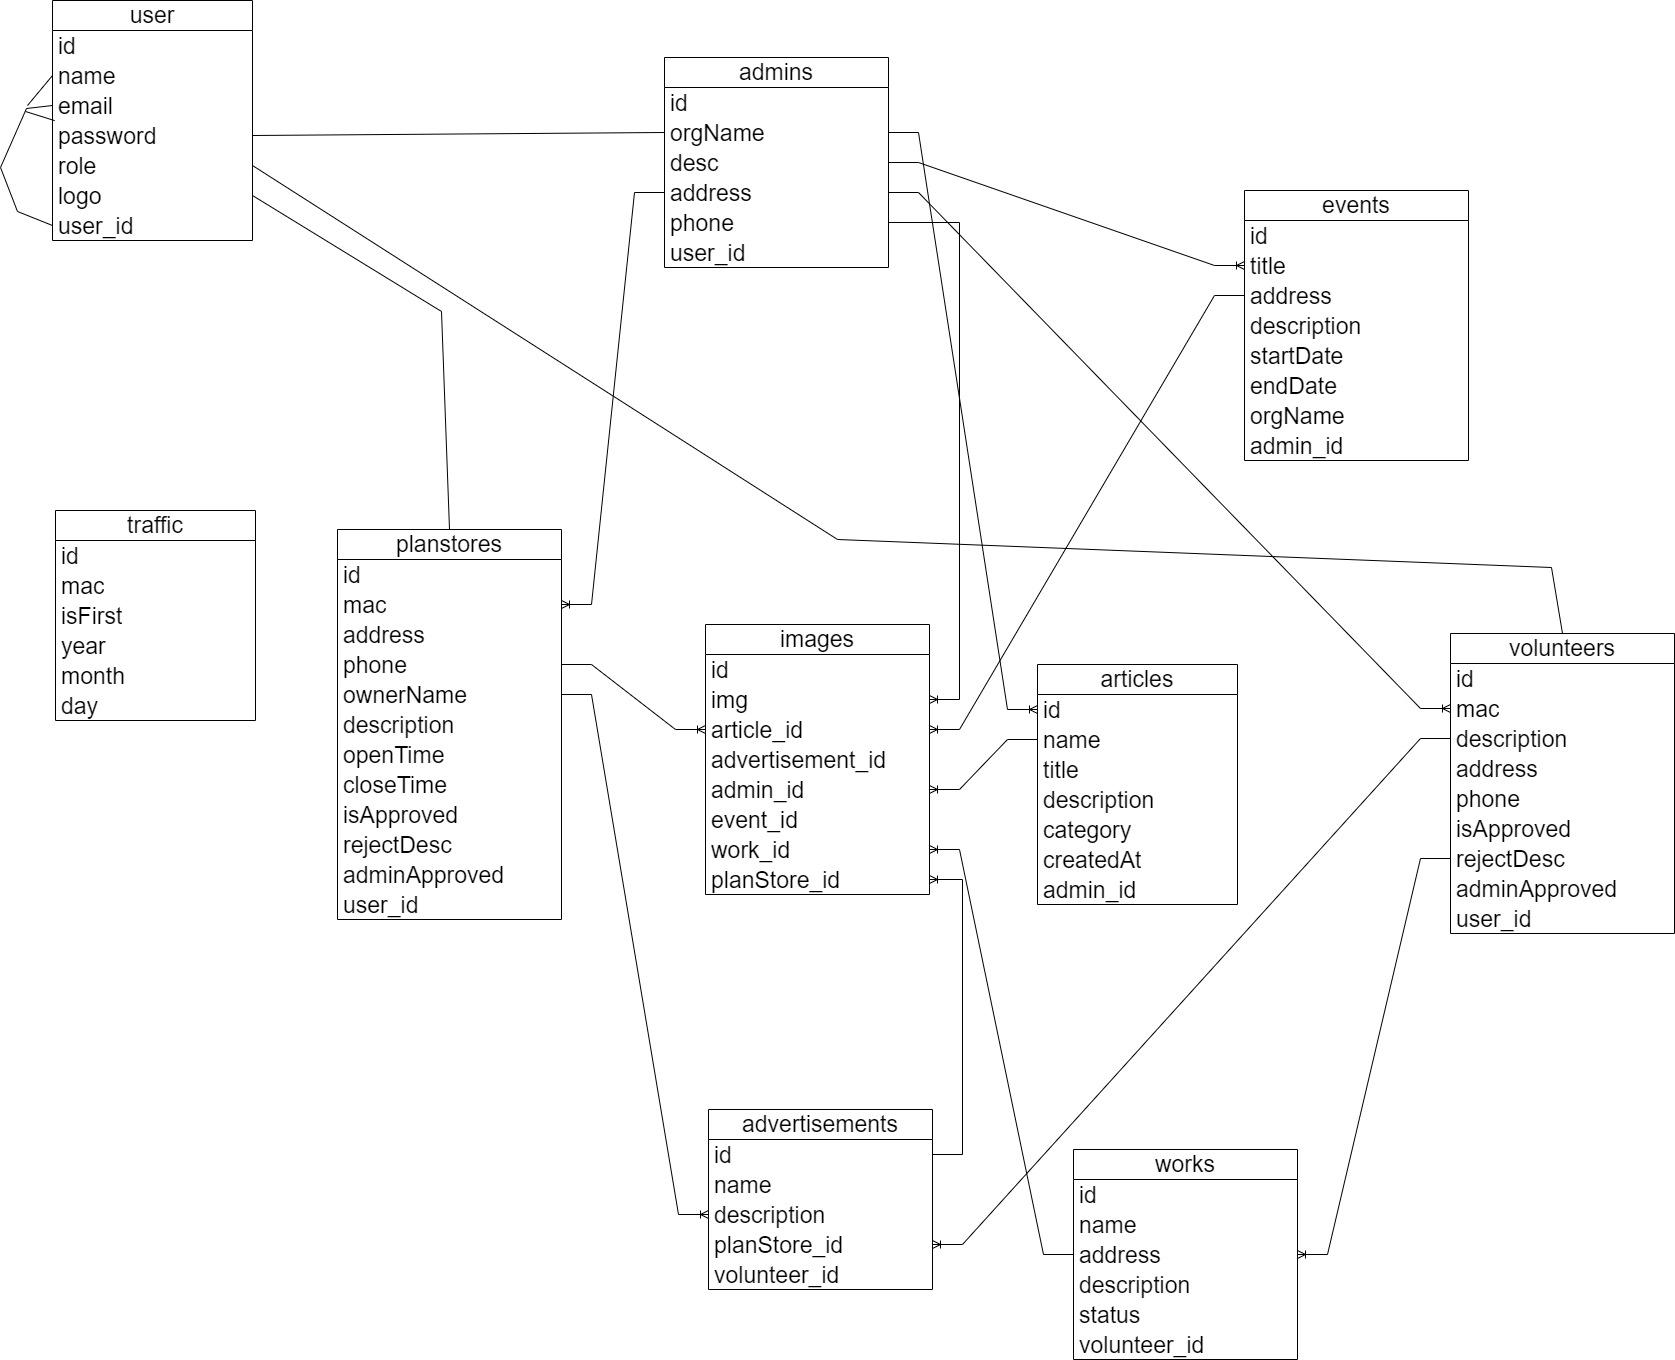 user
id
name
email
password
role
logo
user_id
admins
id
orgName
desc
address
phone
user_id
events
id
title
address
description
startDate
endDate
orgName
admin_id
traffic
id
mac
isFirst
year
month
day
planstores
id
mac
address
phone
ownerName
description
openTime
closeTime
isApproved
rejectDesc
adminApproved
user_id
images
id
img
article_id
advertisement_id
admin_id
event_id
work_id
planStore_id
articles
id
name
title
description
category
createdAt
admin_id
volunteers
id
mac
description
address
phone
isApproved
rejectDesc
adminApproved
user_id
advertisements
id
name
description
planStore_id
volunteer_id
works
id
name
address
description
status
volunteer_id